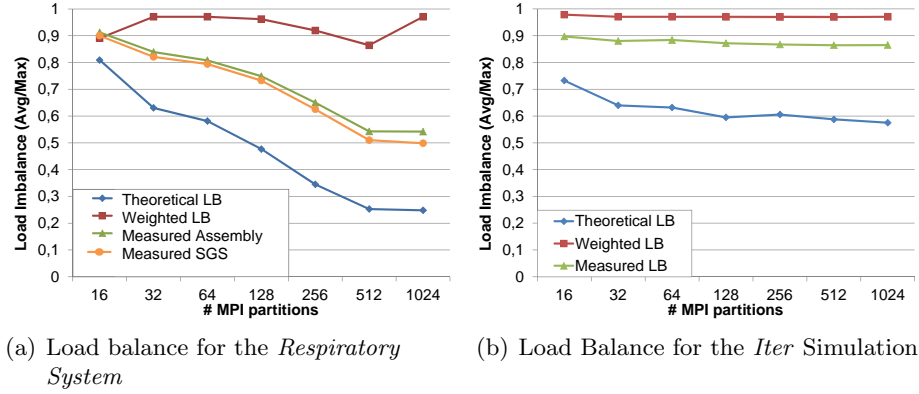 1
0,9
0,8
0,7
0,6
0,5
0,4
0,3
0,2
0,1
0
Load Imbalance (Avg/Max)
Theoretical LB
Weighted LB
Measured Assembly
Measured SGS
16 32 64 128 256 512 1024
# MPI partitions
(a) Load balance for the Respiratory
System
1
0,9
0,8
0,7
0,6
0,5
0,4
0,3
0,2
0,1
0
Load Imbalance (Avg/Max)
Theoretical LB
Weighted LB
Measured LB
16 32 64 128 256 512 1024
# MPI partitions
(b) Load Balance for the Iter Simulation